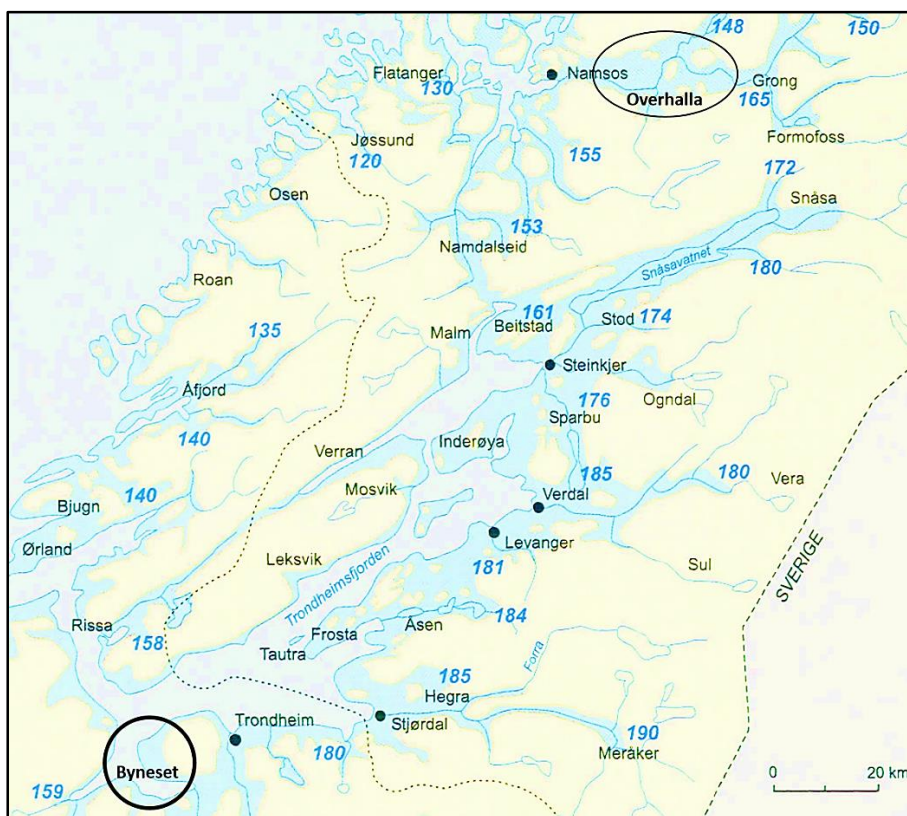 148
150
Flatanger
130
Namsos
Overhalla
Grong
165
Formofoss
Jøssund
120
155
172
Osen
Snåsa
153
Namdalseid
Snåsavatnet
180
Roan
161
Beitstad
Stod 174
Malm
135
Steinkjer
Åfjord
176
Ogndal
Sparbu
140
Inderøya
Verran
185
180
Mosvik
Vera
140
Bjugn
Verdal
Ørland
Levanger
SVERIGE
Leksvik
Trondheimsfjorden
181
Sul
184
Rissa
158
Frosta
Åsen
Tautra
Forra
185
Hegra
Trondheim
Stjørdal
180
190
Meråker
Byneset
159
0 20 km